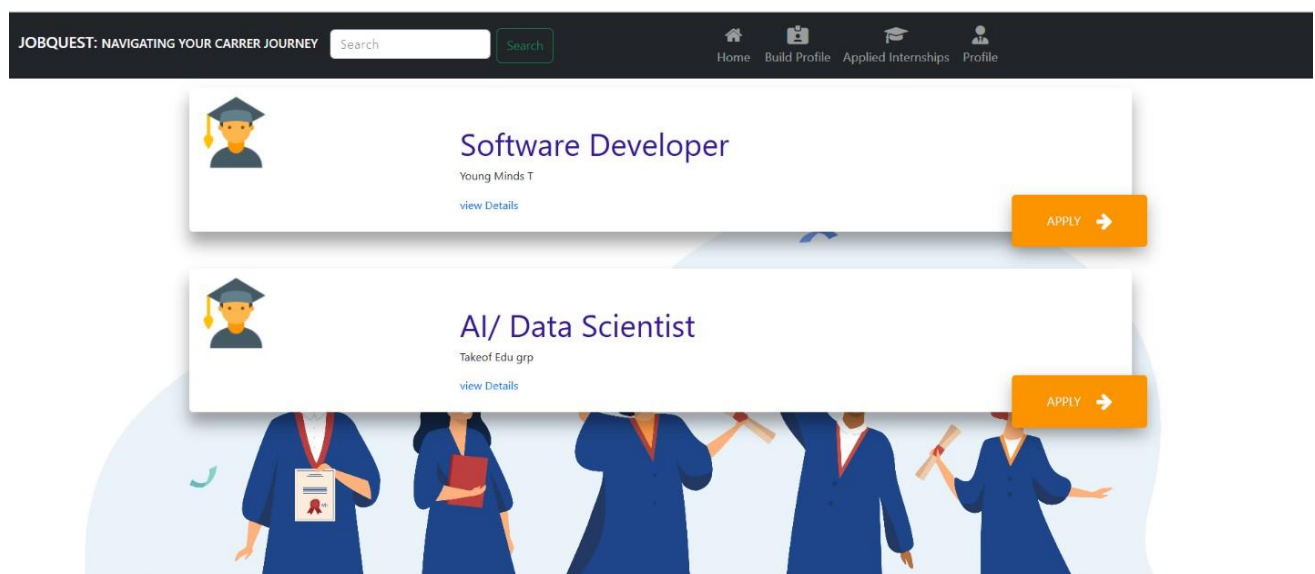 JOBQUEST: NAVIGATING YOUR CARRER JOURNEY Search Search
Home Build Profile Applied Internships Profile
Software Developer
Young Minds T
view Details
APPLY
AI/ Data Scientist
Takeof Edu grp
view Details
APPLY